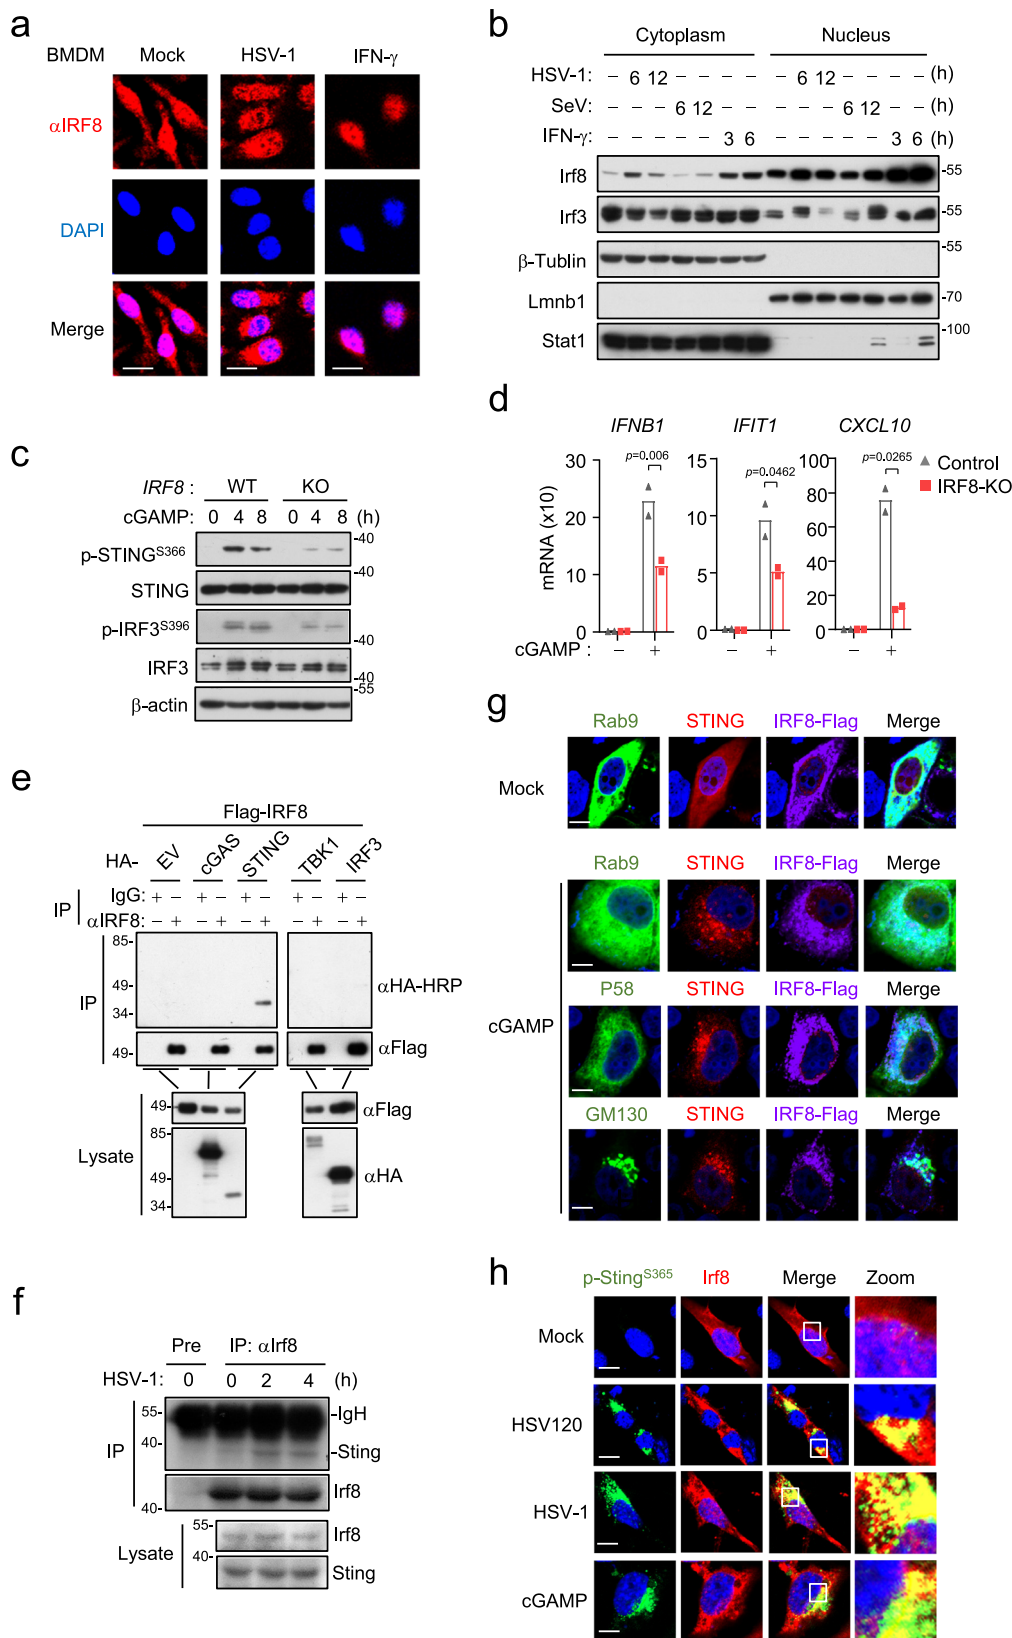 a
BMDM Mock HSV-1 IFN-γ
αIRF8
DAPI
Merge
b
Cytoplasm Nucleus
HSV-1: – 6 12 – – – – – 6 12 – – – – (h)
SeV: – – – 6 12 – – – – – 6 12 – – (h)
IFN-γ: – – – – – 3 6 – – – – – 3 6 (h)
Irf8 -55
Irf3 -55
β-Tublin -55
Lmnb1 -70
Stat1 -100
c
IRF8 : WT KO
cGAMP: 0 4 8 0 4 8 (h)
p-STING^S366 -40
STING -40
p-IRF3^S396 -40
IRF3 -40
β-actin -55
d
IFNB1 IFIT1 CXCL10
p=0.006 p=0.0462 p=0.0265
Control
IRF8-KO
mRNA (x10)
30 20 10 0
15 10 5 0
100 80 60 40 20 0
cGAMP : – + – + – +
e
Flag-IRF8
HA- EV cGAS STING TBK1 IRF3
IP IgG: + – + – + – + – + –
αIRF8: – + – + – + – + – +
IP 85- 49- 34- αHA-HRP
49- αFlag
Lysate 49- αFlag
85- 49- 34- αHA
f
Pre IP: αIrf8
HSV-1: 0 0 2 4 (h)
IP 55- -IgH
40- -Sting
40- Irf8
Lysate 55- Irf8
40- Sting
g
Rab9 STING IRF8-Flag Merge
Mock
Rab9 STING IRF8-Flag Merge
cGAMP
P58 STING IRF8-Flag Merge
GM130 STING IRF8-Flag Merge
h
p-Sting^S365 Irf8 Merge Zoom
Mock
HSV120
HSV-1
cGAMP